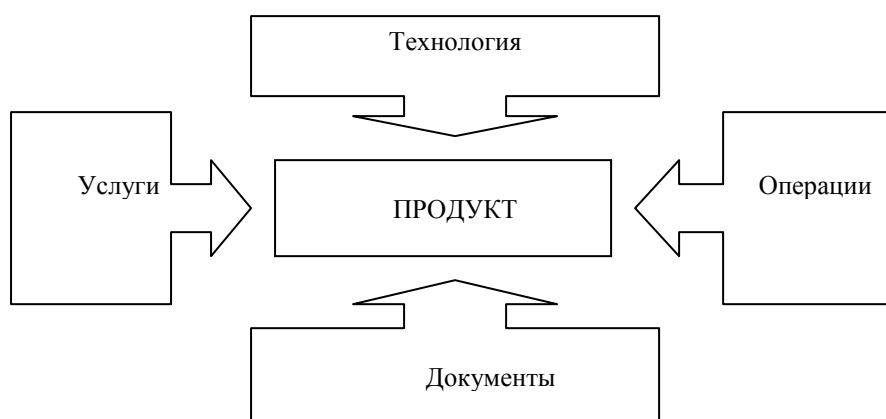 Технология
Услуги
ПРОДУКТ
Операции
Документы